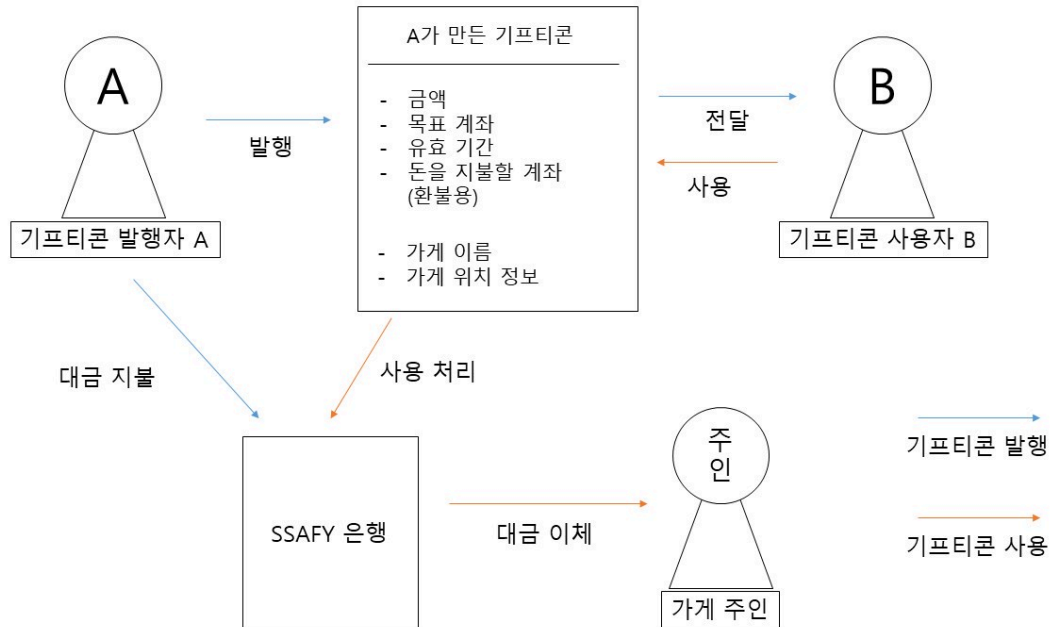 A가 만든 기프티콘
A
B
- 금액
- 목표 계좌
- 유효 기간
- 돈을 지불할 계좌
(환불용)
- 가게 이름
- 가게 위치 정보
발행
전달
사용
기프티콘 발행자 A
기프티콘 사용자 B
대금 지불
사용 처리
주
인
기프티콘 발행
SSAFY 은행
대금 이체
기프티콘 사용
가게 주인